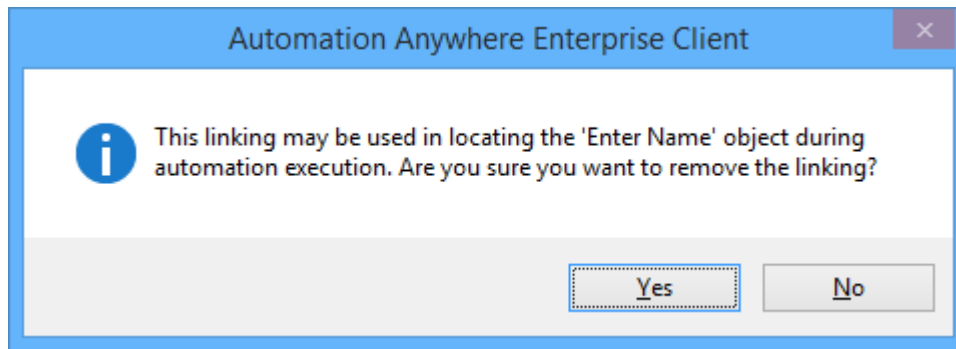 Automation Anywhere Enterprise Client
This linking may be used in locating the 'Enter Name' object during
automation execution. Are you sure you want to remove the linking?
Yes
No